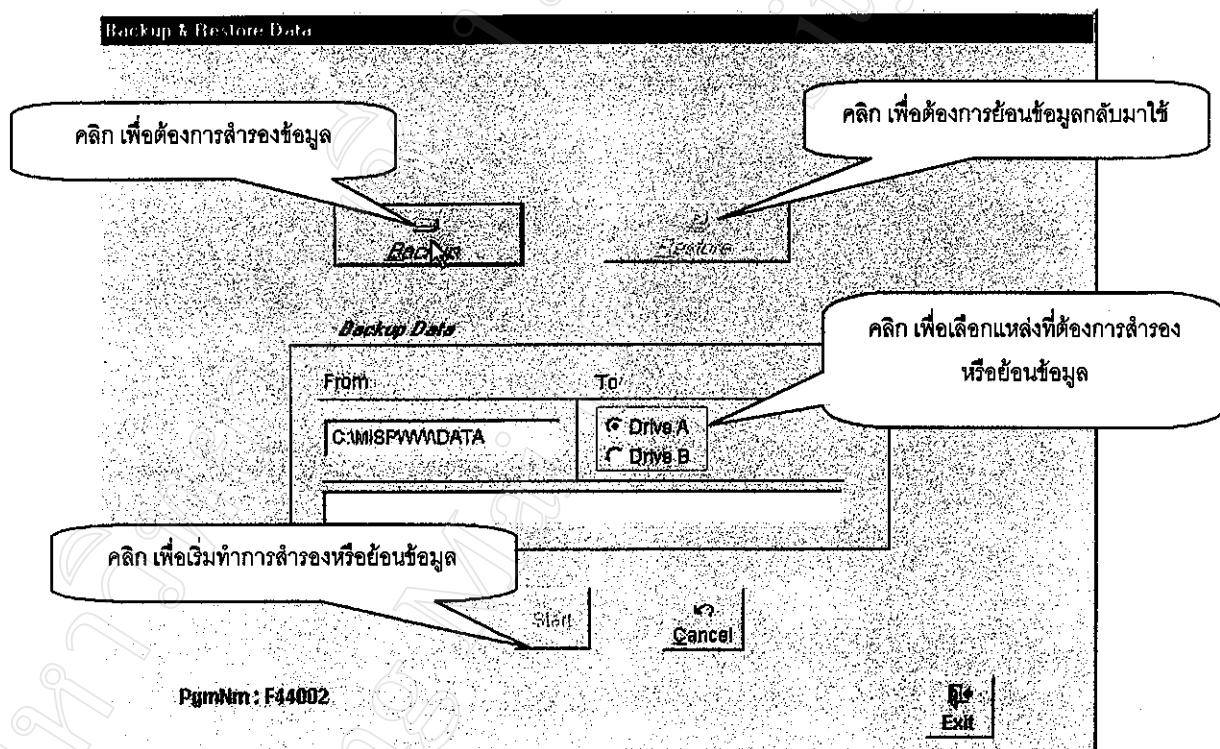 Backup & Restore Data
คลิก เพื่อต้องการสำรองข้อมูล
คลิก เพื่อต้องการย้อนข้อมูลกลับมาใช้
Backup
Restore
คลิก เพื่อเลือกแหล่งที่ต้องการสำรอง
หรือย้อนข้อมูล
Backup Data
From
To
C:\MISPWVA\DATA
Drive A
Drive B
คลิก เพื่อเริ่มทำการสำรองหรือย้อนข้อมูล
Start
Cancel
PgmNm : F44002
Exit